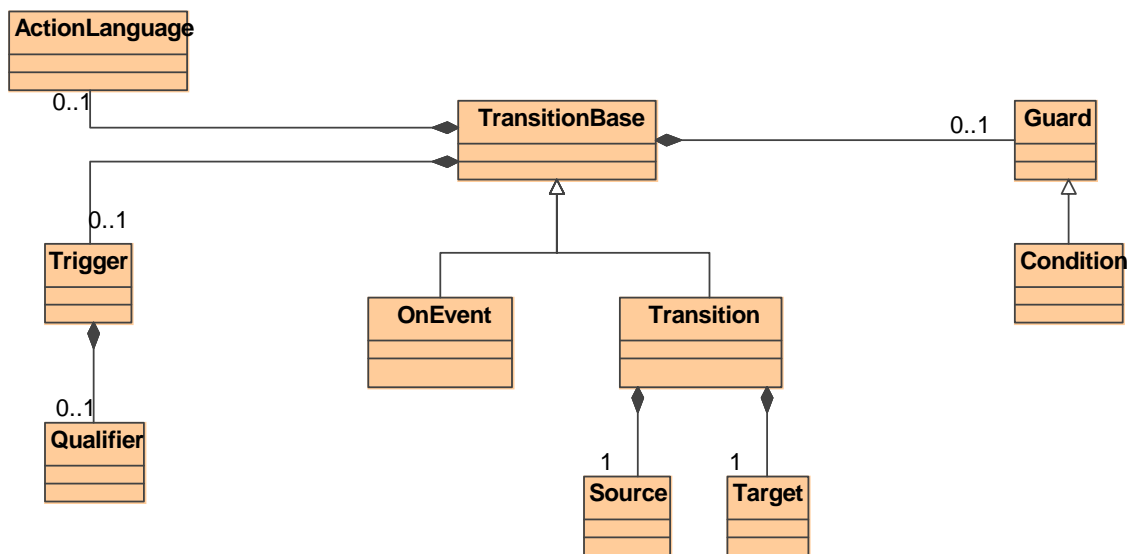 ActionLanguage
0..1
TransitionBase
0..1
Guard
0..1
Trigger
Condition
OnEvent
Transition
0..1
Qualifier
1
1
Source
Target